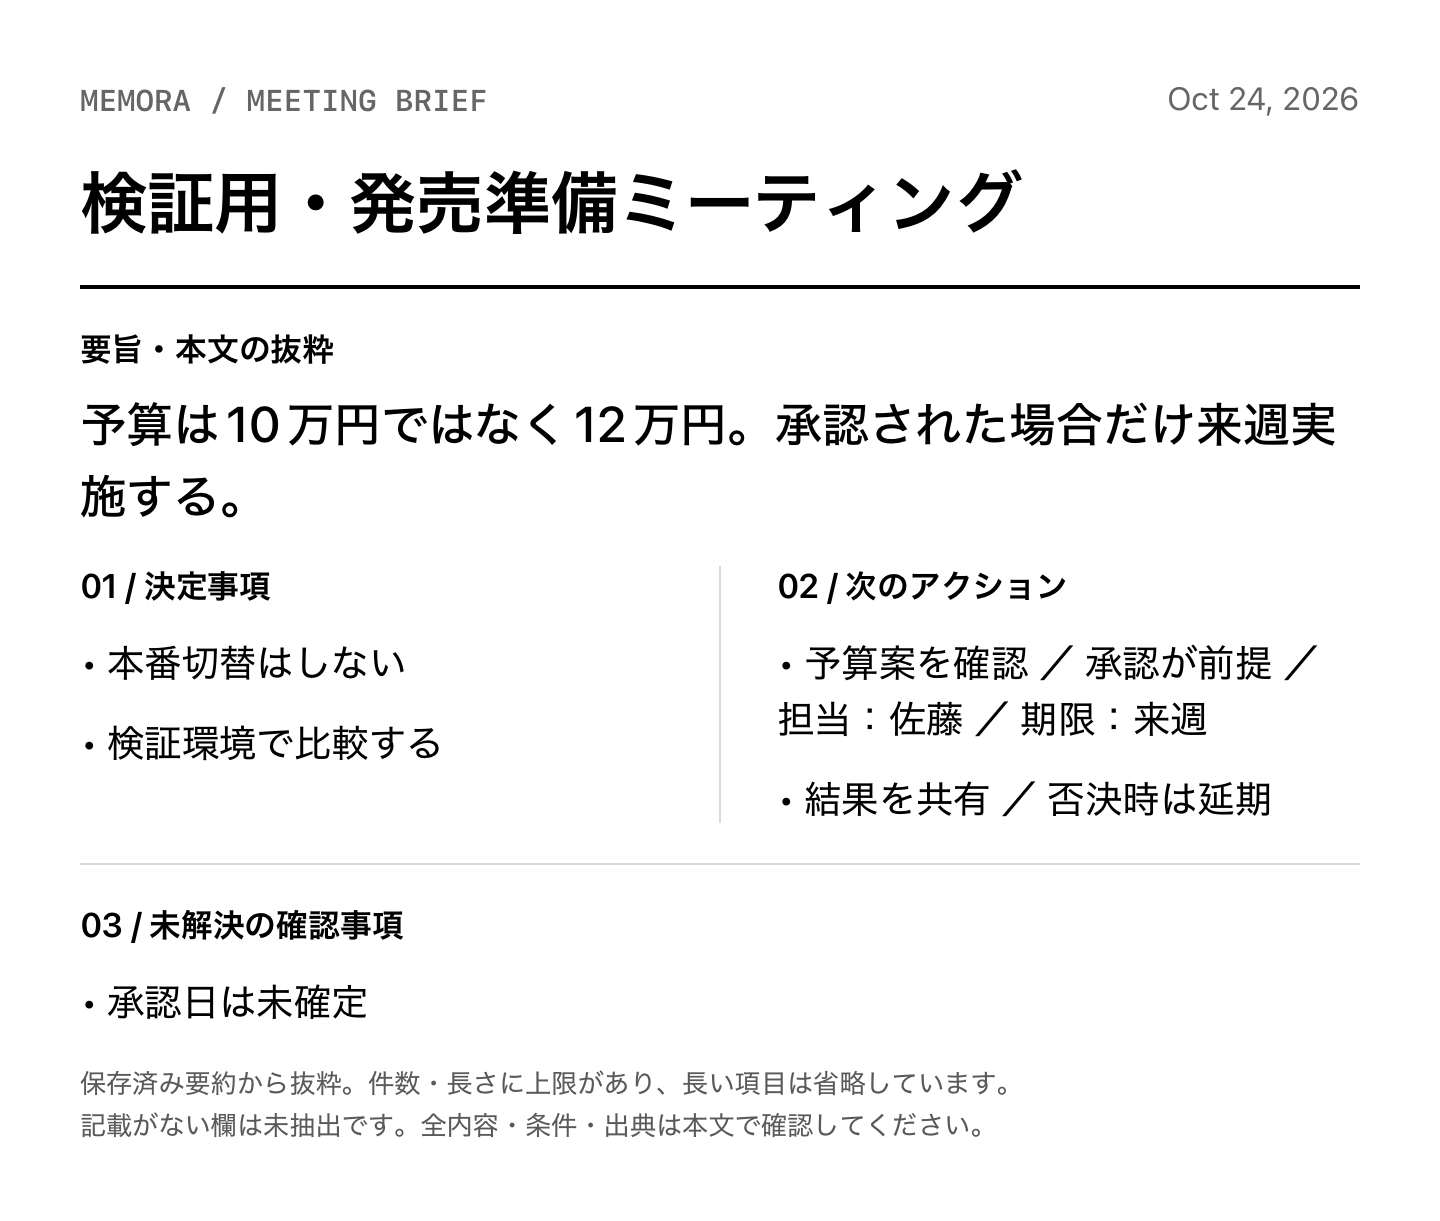 MEMORA / MEETING BRIEF
Oct 24, 2026
検証用・発売準備ミーティング
要旨・本文の抜粋
予算は10万円ではなく12万円。承認された場合だけ来週実
施する。
01 / 決定事項
・本番切替はしない
・検証環境で比較する
02 / 次のアクション
・予算案を確認 ／ 承認が前提 ／
担当：佐藤 ／ 期限：来週
・結果を共有 ／ 否決時は延期
03 / 未解決の確認事項
・承認日は未確定
保存済み要約から抜粋。件数・長さに上限があり、長い項目は省略しています。
記載がない欄は未抽出です。全内容・条件・出典は本文で確認してください。